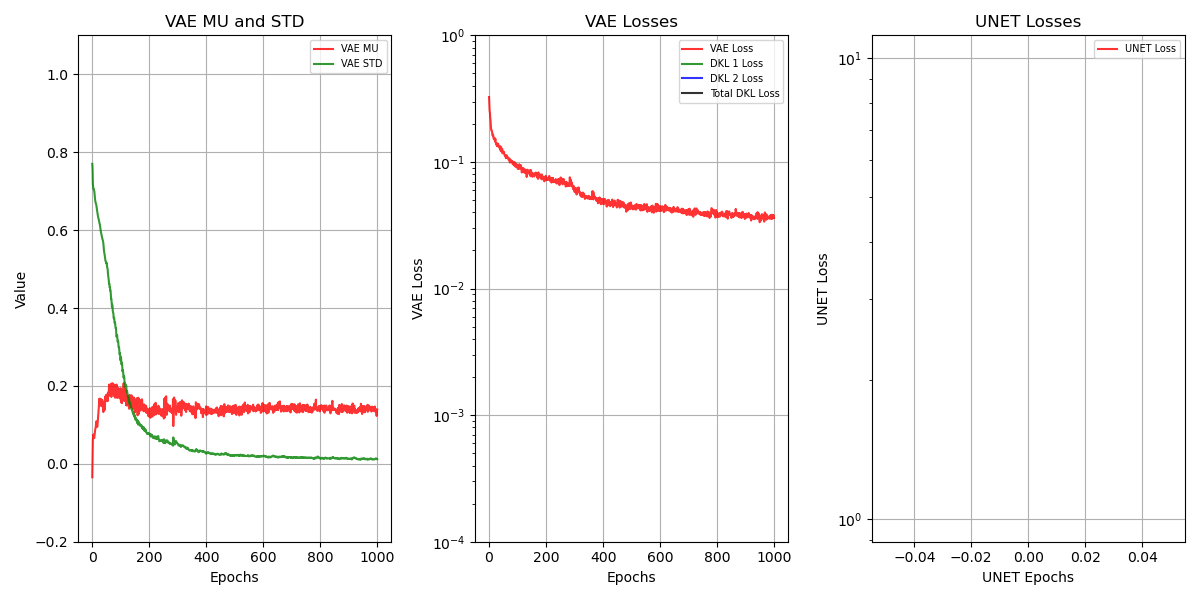 VAE MU and STD
VAE MU
VAE STD
1.0
0.8
0.6
0.4
0.2
0.0
−0.2
Value
0
200
400
600
800
1000
Epochs
VAE Losses
VAE Loss
DKL 1 Loss
DKL 2 Loss
Total DKL Loss
10⁰
10⁻¹
10⁻²
10⁻³
10⁻⁴
VAE Loss
0
200
400
600
800
1000
Epochs
UNET Losses
UNET Loss
10¹
10⁰
UNET Loss
−0.04
−0.02
0.00
0.02
0.04
UNET Epochs